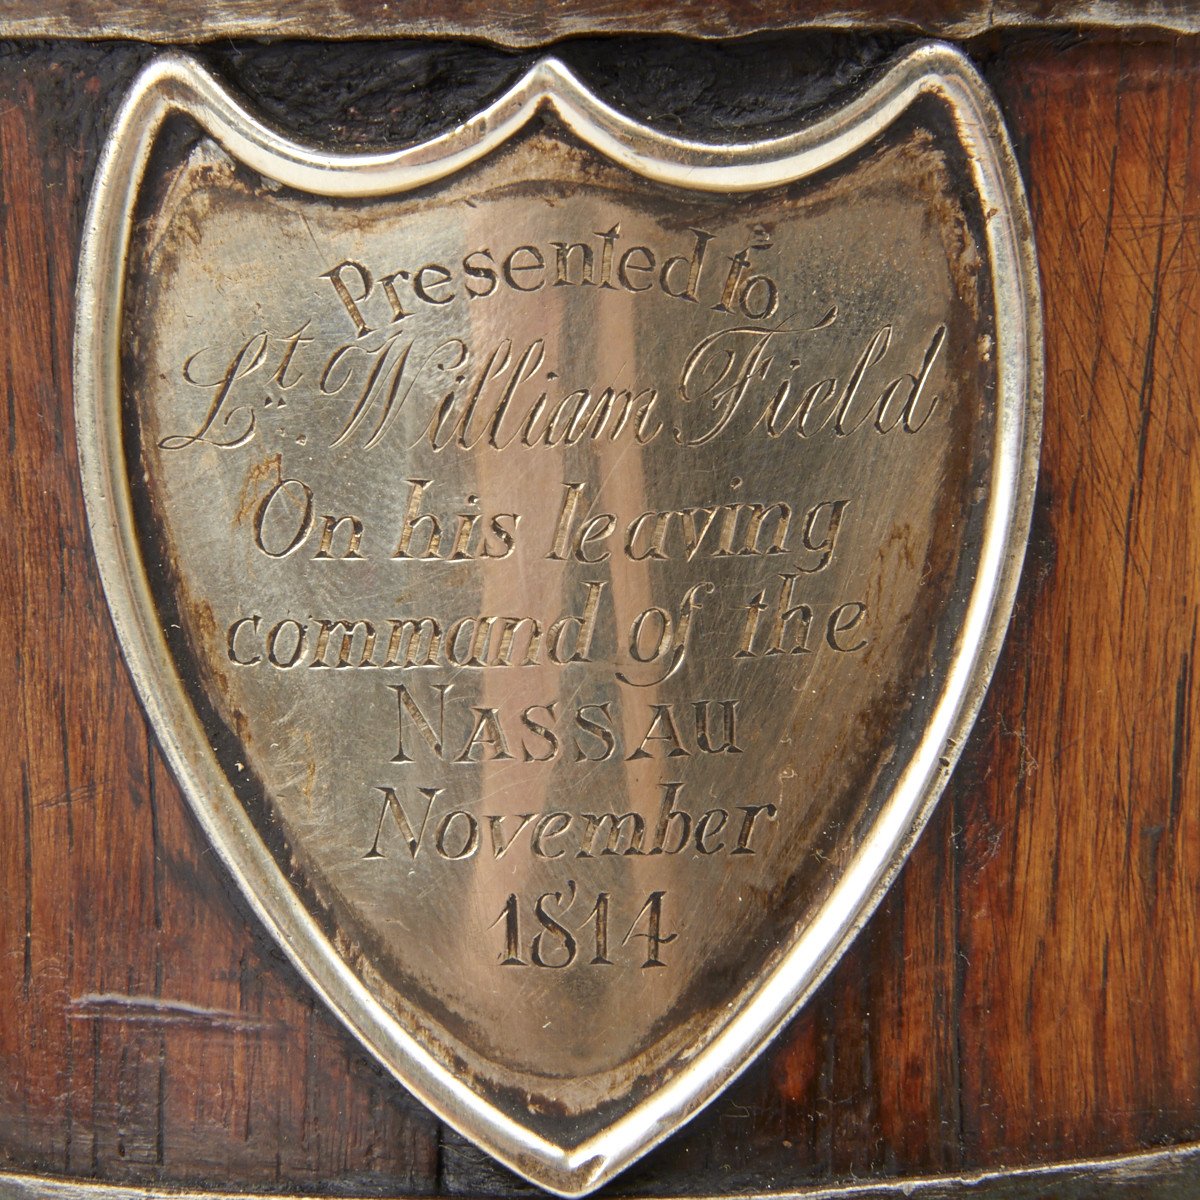 Presented to
Lt. William Field
On his leaving
command of the
NASSAU
November
1814